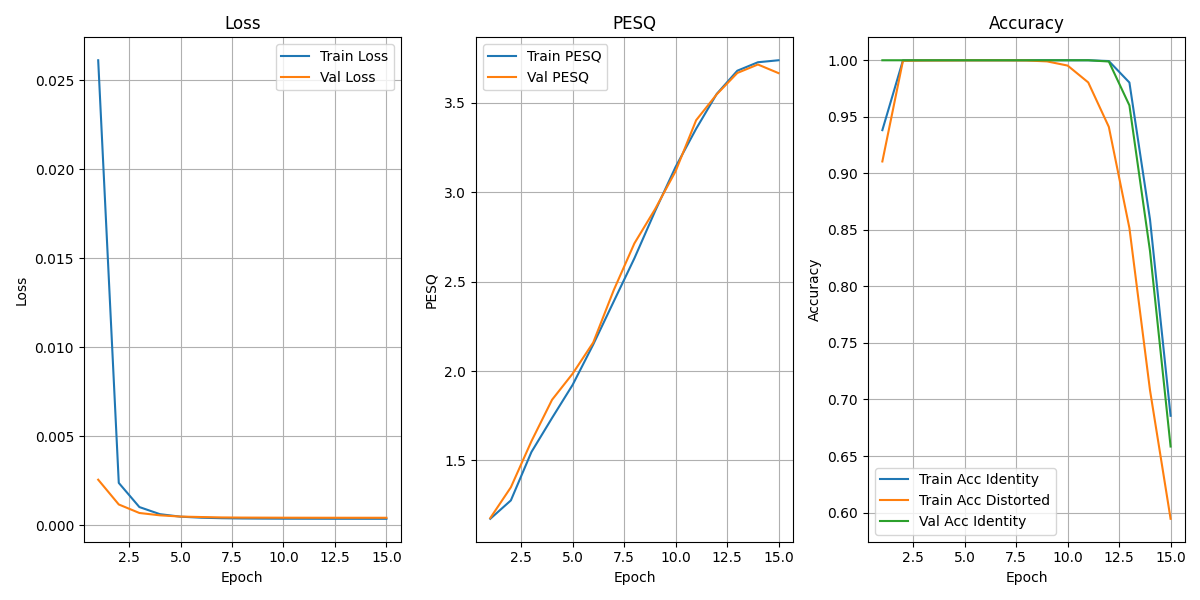 Loss
PESQ
Accuracy
Train Loss
Val Loss
0.025
0.020
0.015
0.010
0.005
0.000
Loss
2.5
5.0
7.5
10.0
12.5
15.0
Epoch
Train PESQ
Val PESQ
3.5
3.0
2.5
2.0
1.5
PESQ
2.5
5.0
7.5
10.0
12.5
15.0
Epoch
1.00
0.95
0.90
0.85
0.80
0.75
0.70
0.65
0.60
Accuracy
Train Acc Identity
Train Acc Distorted
Val Acc Identity
2.5
5.0
7.5
10.0
12.5
15.0
Epoch